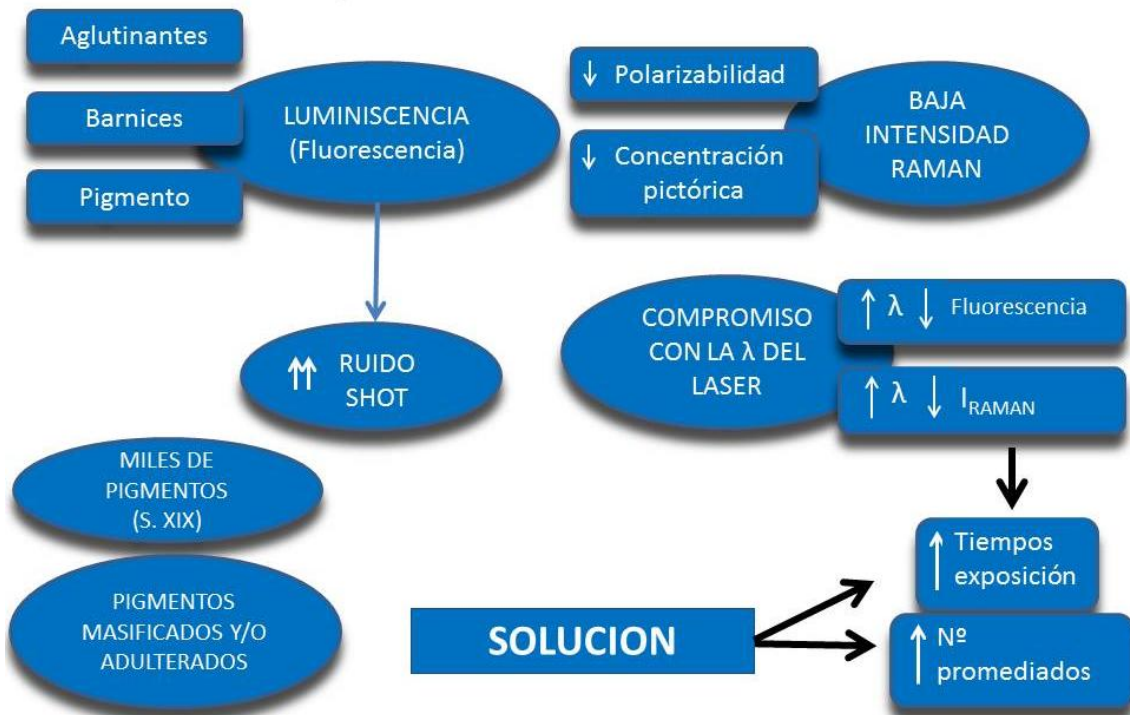 Aglutinantes
Barnices
Pigmento
LUMINISCENCIA
(Fluorescencia)
↓ Polarizabilidad
↓ Concentración
pictórica
BAJA
INTENSIDAD
RAMAN
↑↑ RUIDO
SHOT
COMPROMISO
CON LA λ DEL
LASER
↑ λ ↓ Fluorescencia
↑ λ ↓ I_RAMAN
MILES DE
PIGMENTOS
(S. XIX)
PIGMENTOS
MASIFICADOS Y/O
ADULTERADOS
SOLUCION
↑ Tiempos
exposición
↑ Nº
promediados